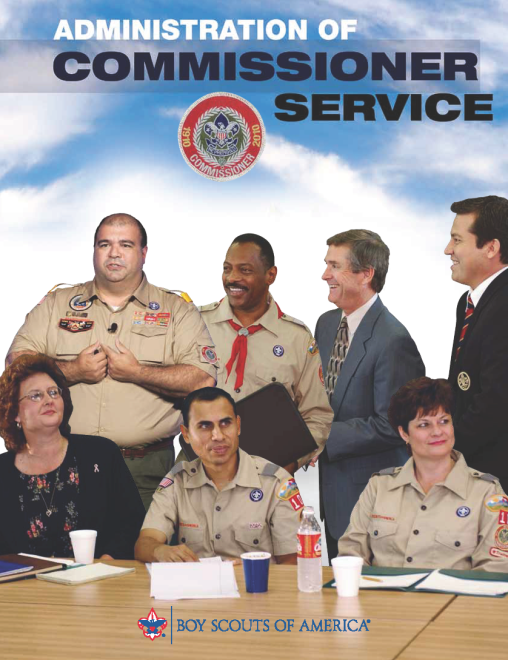 ADMINISTRATION OF
COMMISSIONER
SERVICE
1910
2010
COMMISSIONER
BOY SCOUTS OF AMERICA®